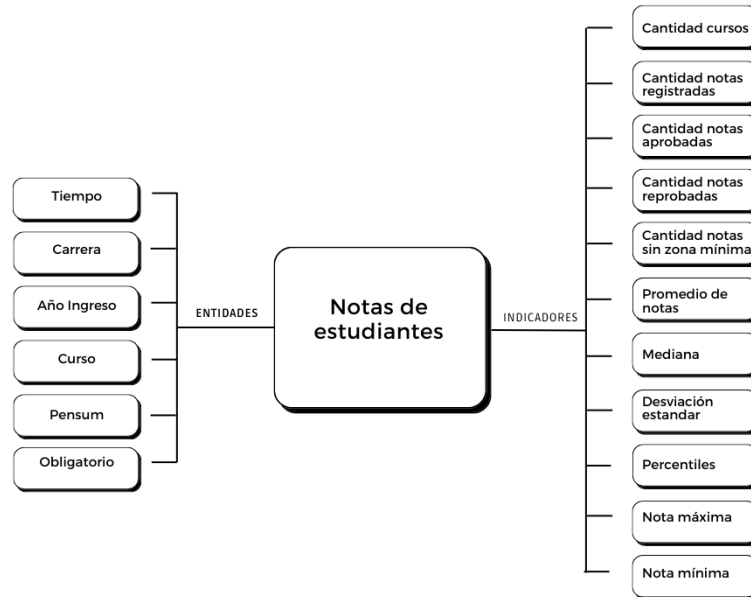 Tiempo
Carrera
Año Ingreso
Curso
Pensum
Obligatorio
ENTIDADES
Notas de
estudiantes
INDICADORES
Cantidad cursos
Cantidad notas
registradas
Cantidad notas
aprobadas
Cantidad notas
reprobadas
Cantidad notas
sin zona mínima
Promedio de
notas
Mediana
Desviación
estandar
Percentiles
Nota máxima
Nota mínima